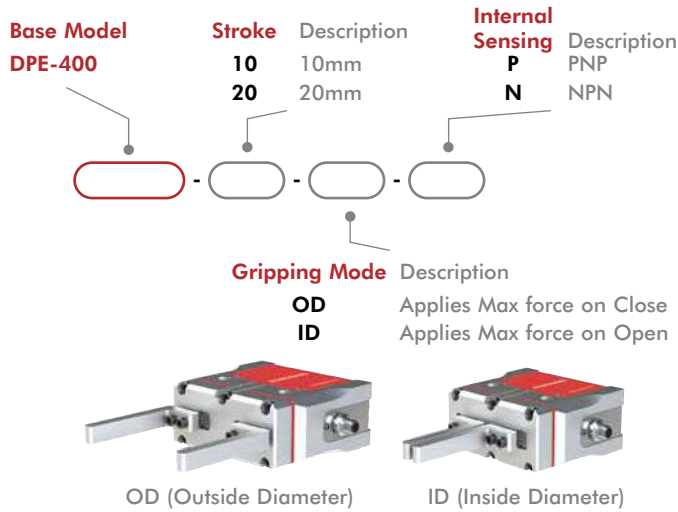 Base Model
DPE-400
Stroke Description
10 10mm
20 20mm
Internal
Sensing Description
P PNP
N NPN
- - -
Gripping Mode Description
OD Applies Max force on Close
ID Applies Max force on Open
OD (Outside Diameter)
ID (Inside Diameter)